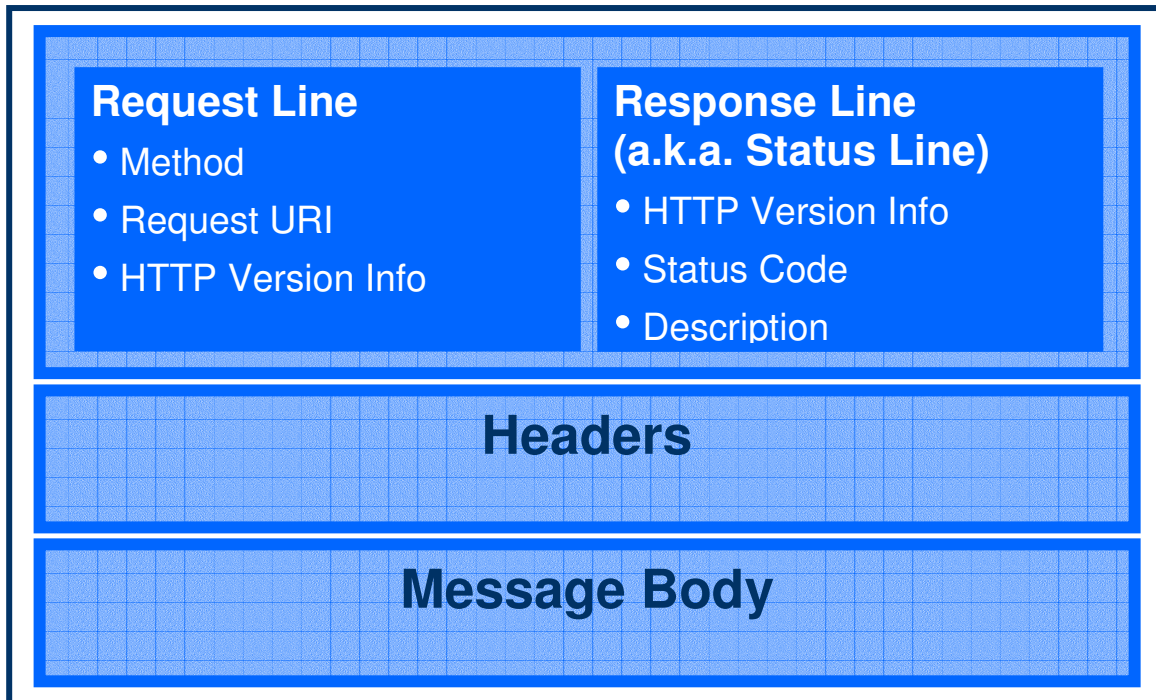 Request Line
• Method
• Request URI
• HTTP Version Info
Response Line
(a.k.a. Status Line)
• HTTP Version Info
• Status Code
• Description
Headers
Message Body